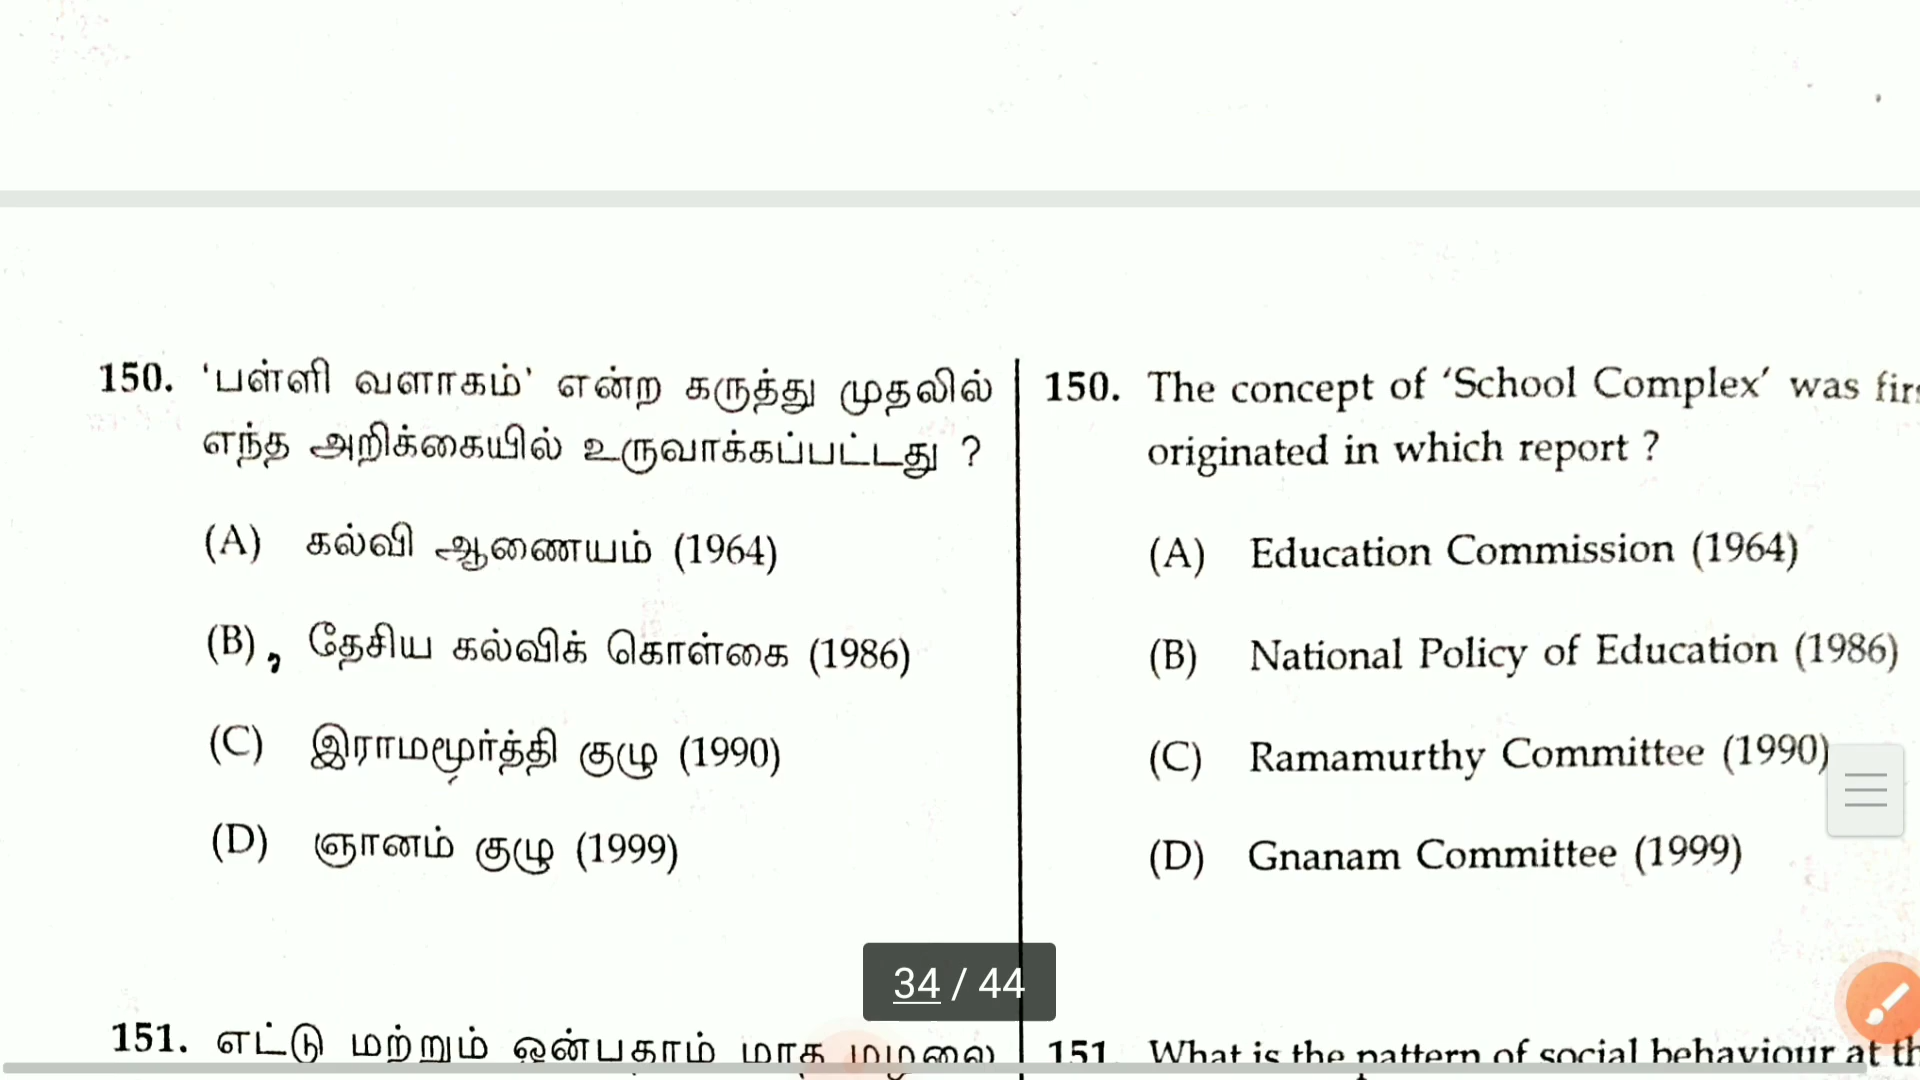 150. 'பள்ளி வளாகம்' என்ற கருத்து முதலில்
எந்த அறிக்கையில் உருவாக்கப்பட்டது ?
(A) கல்வி ஆணையம் (1964)
(B) தேசிய கல்விக் கொள்கை (1986)
(C) இராமமூர்த்தி குழு (1990)
(D) ஞானம் குழு (1999)
151. எட்டு மற்றும் ஒன்பதாம் மாத மழலை
150. The concept of 'School Complex' was
originated in which report ?
(A) Education Commission (1964)
(B) National Policy of Education (1986)
(C) Ramamurthy Committee (1990)
(D) Gnanam Committee (1999)
151 What is the pattern of social behaviour at
34 / 44